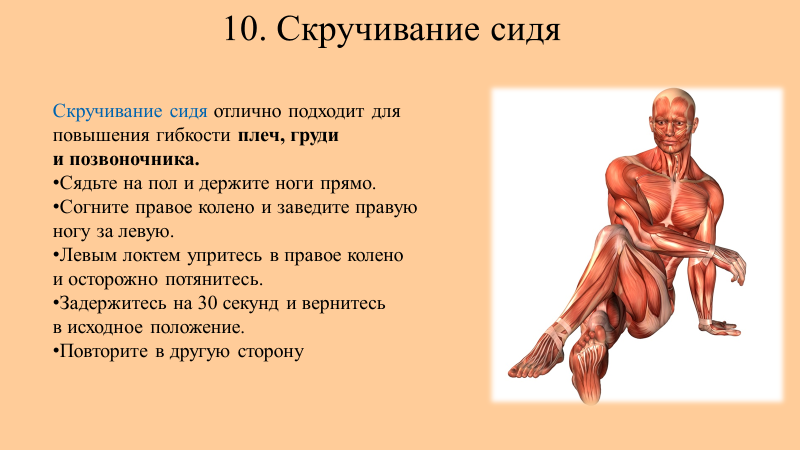 10. Скручивание сидя
Скручивание сидя отлично подходит для
повышения гибкости плеч, груди
и позвоночника.
•Сядьте на пол и держите ноги прямо.
•Согните правое колено и заведите правую
ногу за левую.
•Левым локтем упритесь в правое колено
и осторожно потянитесь.
•Задержитесь на 30 секунд и вернитесь
в исходное положение.
•Повторите в другую сторону